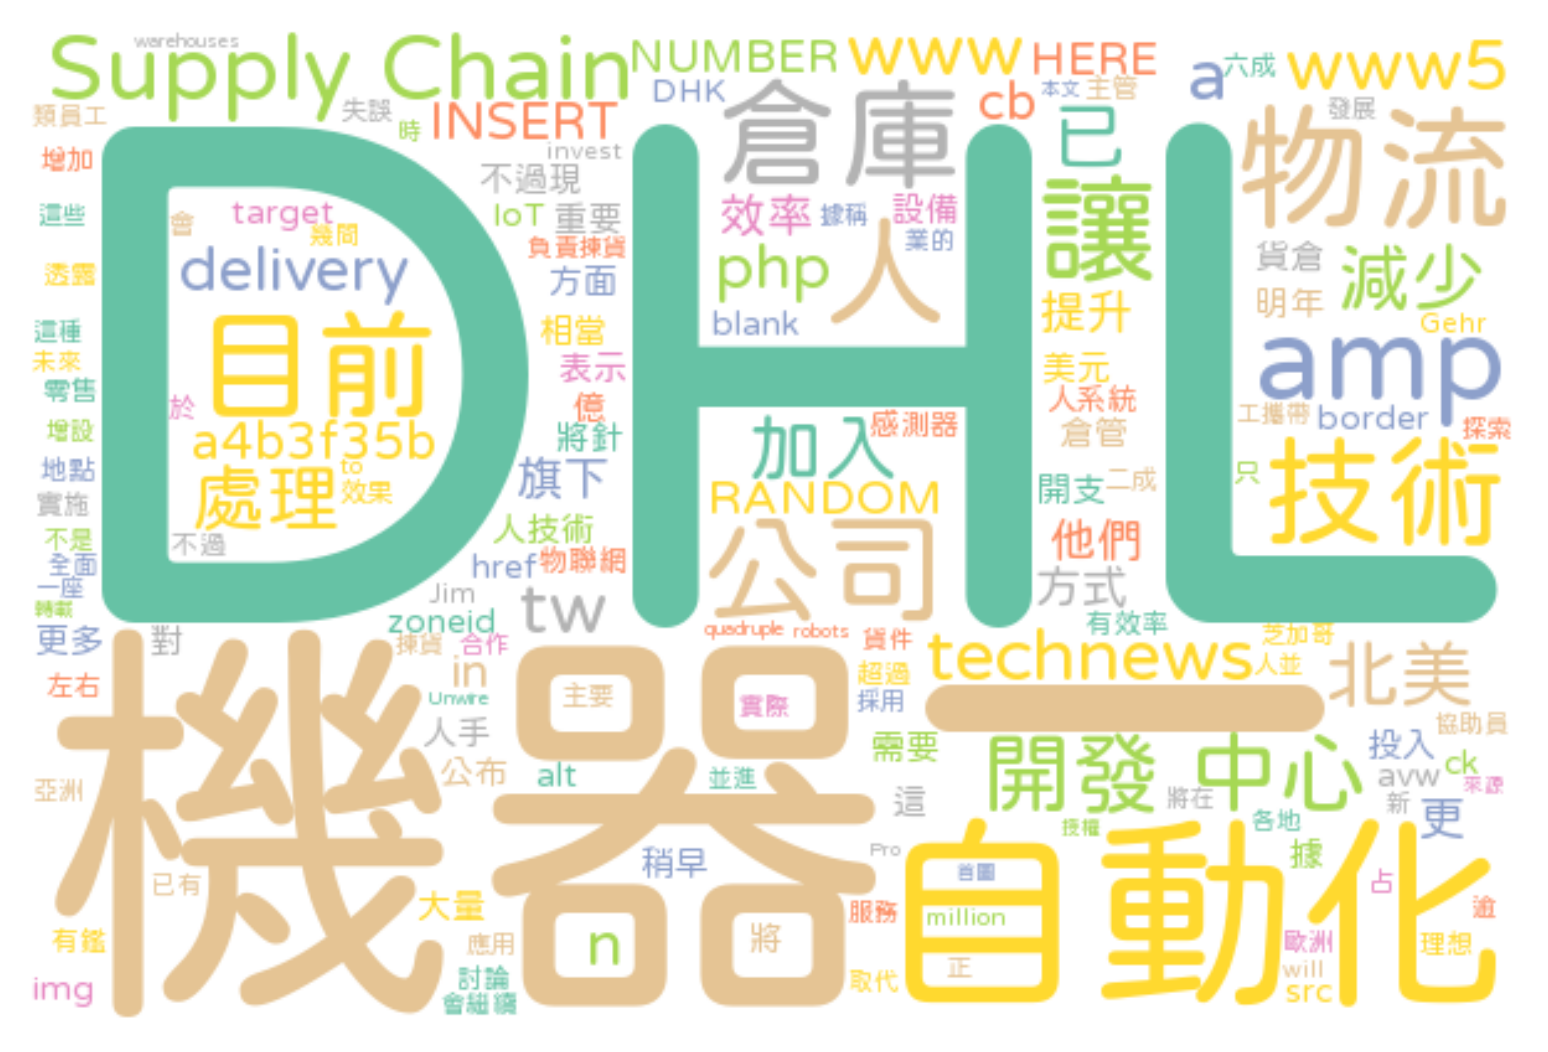 warehouses
Supply Chain
NUMBER
www
HERE
a
六成
www5
DHK
cb
本文
主管
類員工
失誤
時
INSERT
倉庫
已
發展
物流
增加
invest
不過現
DHL
讓
這些
會
target
幾間
IoT
重要
效率
據稱
設備
負責揀貨
業的
人
貨倉
減少
透露
delivery
方面
php
明年
提升
Gehr
這種
未來
目前
相當
blank
表示
美元
amp
零售
於
億
人系統
工攜帶
border
探索
增設
a4b3f35b
將針
加入
感測器
倉管
地點
處理
to
效果
旗下
開支
二成
只
技術
實施
RANDOM
不是
不過
人技術
公司
他們
全面
一座
href
物聯網
方式
轉載
Jim
tw
zoneid
有效率
更多
對
揀貨
合作
quadruple
robots
貨件
technews
芝加哥
人並
機器
in
左右
Unwire
主要
實際
超過
採用
一
北美
人手
需要
協助員
公布
alt
並進
開發
中心
投入
avw
ck
來源
亞洲
這
將在
新
更
各地
授權
稍早
Pro
自動化
據
已有
首圖
占
大量
服務
million
逾
有鑑
應用
n
將
歐洲
理想
img
討論
取代
正
will
src
會繼續